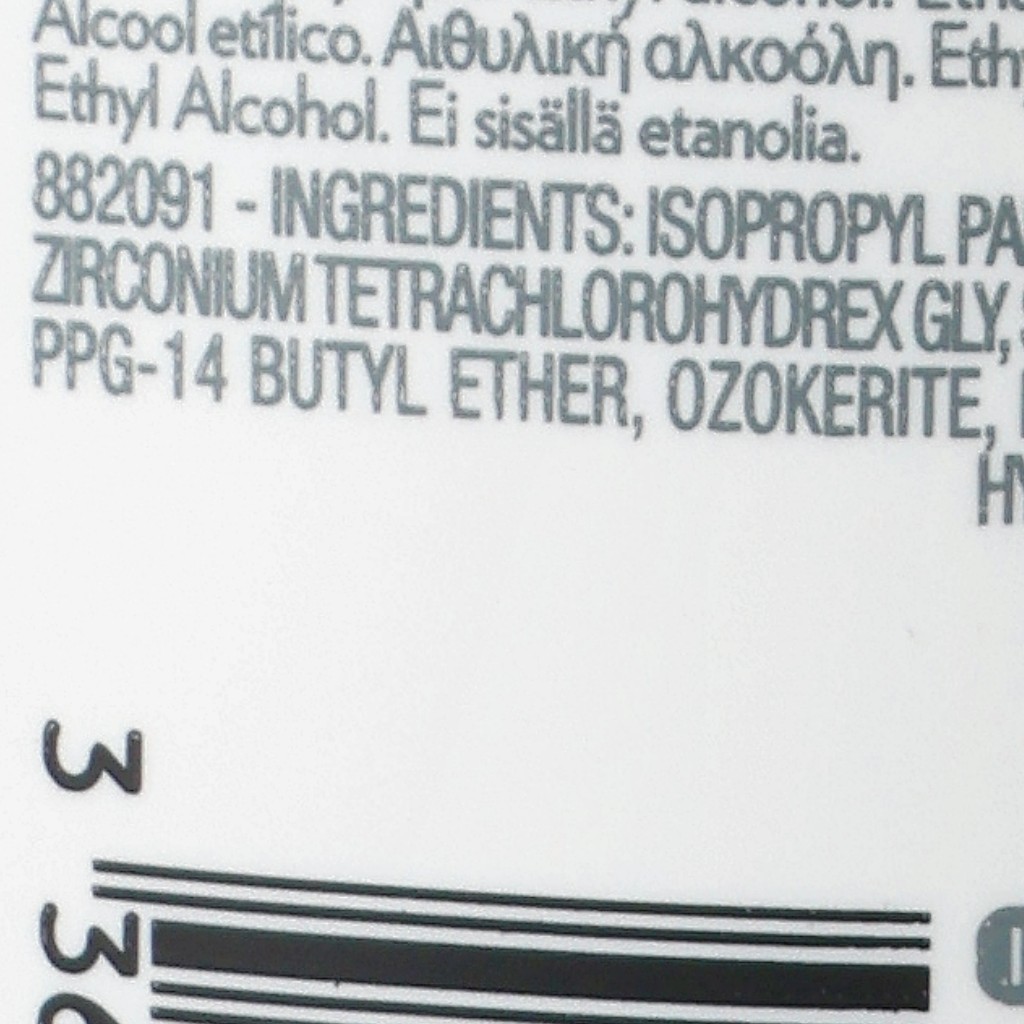 Alcool etílico. Αιθυλική αλκοόλη.
Ethyl Alcohol. Ei sisällä etanolia.
882091 - INGREDIENTS: ISOPROPYL
ZIRCONIUM TETRACHLOROHYDREX GLY,
PPG-14 BUTYL ETHER, OZOKERITE,
3
3